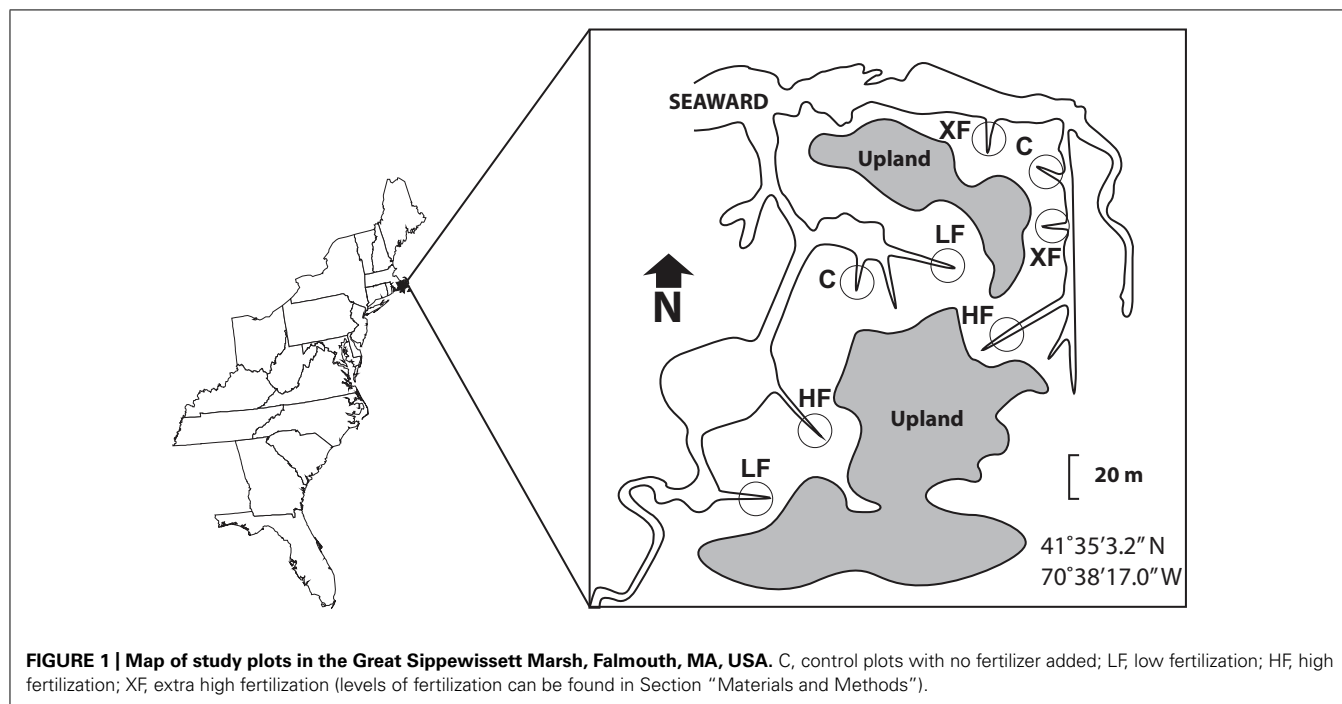 SEAWARD
XF
C
Upland
LF
XF
C
N
HF
HF
Upland
LF
20 m
41˚35’3.2” N
70˚38’17.0” W
FIGURE 1 | Map of study plots in the Great Sippewissett Marsh, Falmouth, MA, USA. C, control plots with no fertilizer added; LF, low fertilization; HF, high
fertilization; XF, extra high fertilization (levels of fertilization can be found in Section “Materials and Methods”).